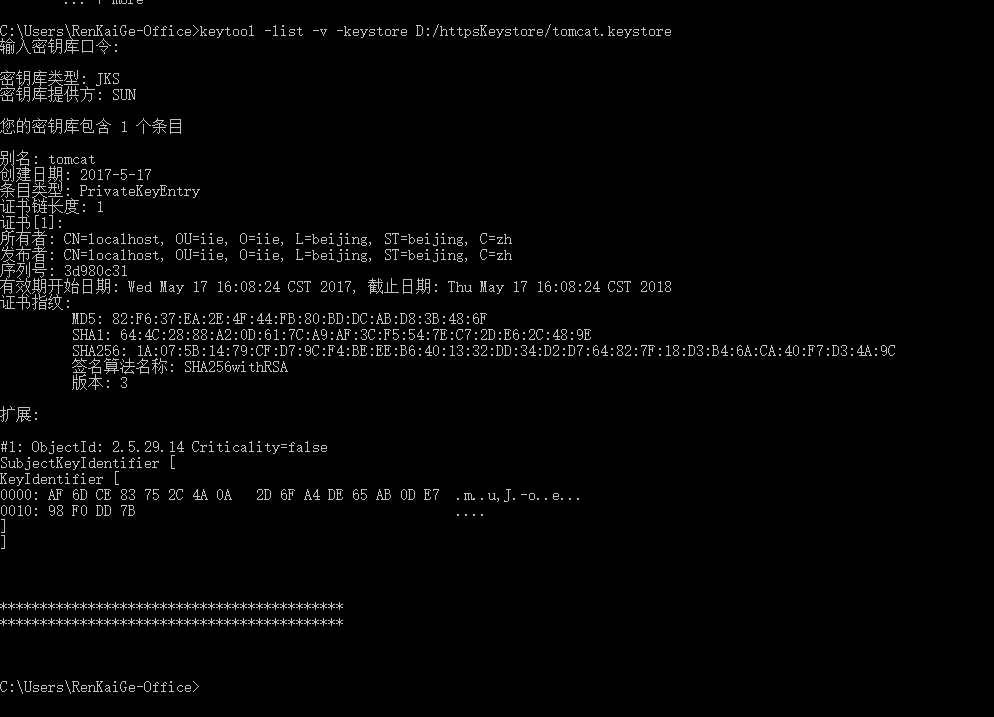 ... 1 more
C:\Users\RenKaiGe-Office>keytool -list -v -keystore D:/httpsKeystore/tomcat.keystore
输入密钥库口令:
密钥库类型: JKS
密钥库提供方: SUN
您的密钥库包含 1 个条目
别名: tomcat
创建日期: 2017-5-17
条目类型: PrivateKeyEntry
证书链长度: 1
证书[1]:
所有者: CN=localhost, OU=iie, O=iie, L=beijing, ST=beijing, C=zh
发布者: CN=localhost, OU=iie, O=iie, L=beijing, ST=beijing, C=zh
序列号: 3d980c31
有效期开始日期: Wed May 17 16:08:24 CST 2017, 截止日期: Thu May 17 16:08:24 CST 2018
证书指纹:
MD5: 82:F6:37:EA:2E:4F:44:FB:80:BD:DC:AB:D8:3B:48:6F
SHA1: 64:4C:28:88:A2:0D:61:7C:A9:AF:3C:F5:54:7E:C7:2D:E6:2C:48:9E
SHA256: 1A:07:5B:14:79:CF:D7:9C:F4:BE:EE:B6:40:13:32:DD:34:D2:D7:64:82:7F:18:D3:B4:6A:CA:40:F7:D3:4A:9C
签名算法名称: SHA256withRSA
版本: 3
扩展:
#1: ObjectId: 2.5.29.14 Criticality=false
SubjectKeyIdentifier [
KeyIdentifier [
0000: AF 6D CE 83 75 2C 4A 0A   2D 6F A4 DE 65 AB 0D E7  .m..u,J.-o..e...
0010: 98 F0 DD 7B                                        ....
]
]
*******************************************
*******************************************
C:\Users\RenKaiGe-Office>